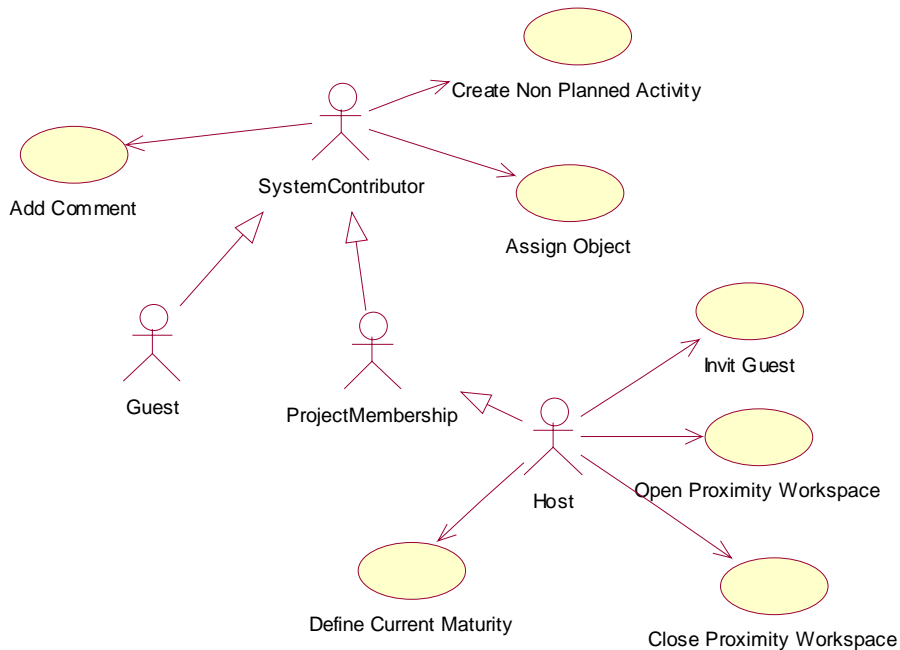 Create Non Planned Activity
SystemContributor
Add Comment
Assign Object
Invit Guest
Guest
ProjectMembership
Open Proximity Workspace
Host
Define Current Maturity
Close Proximity Workspace